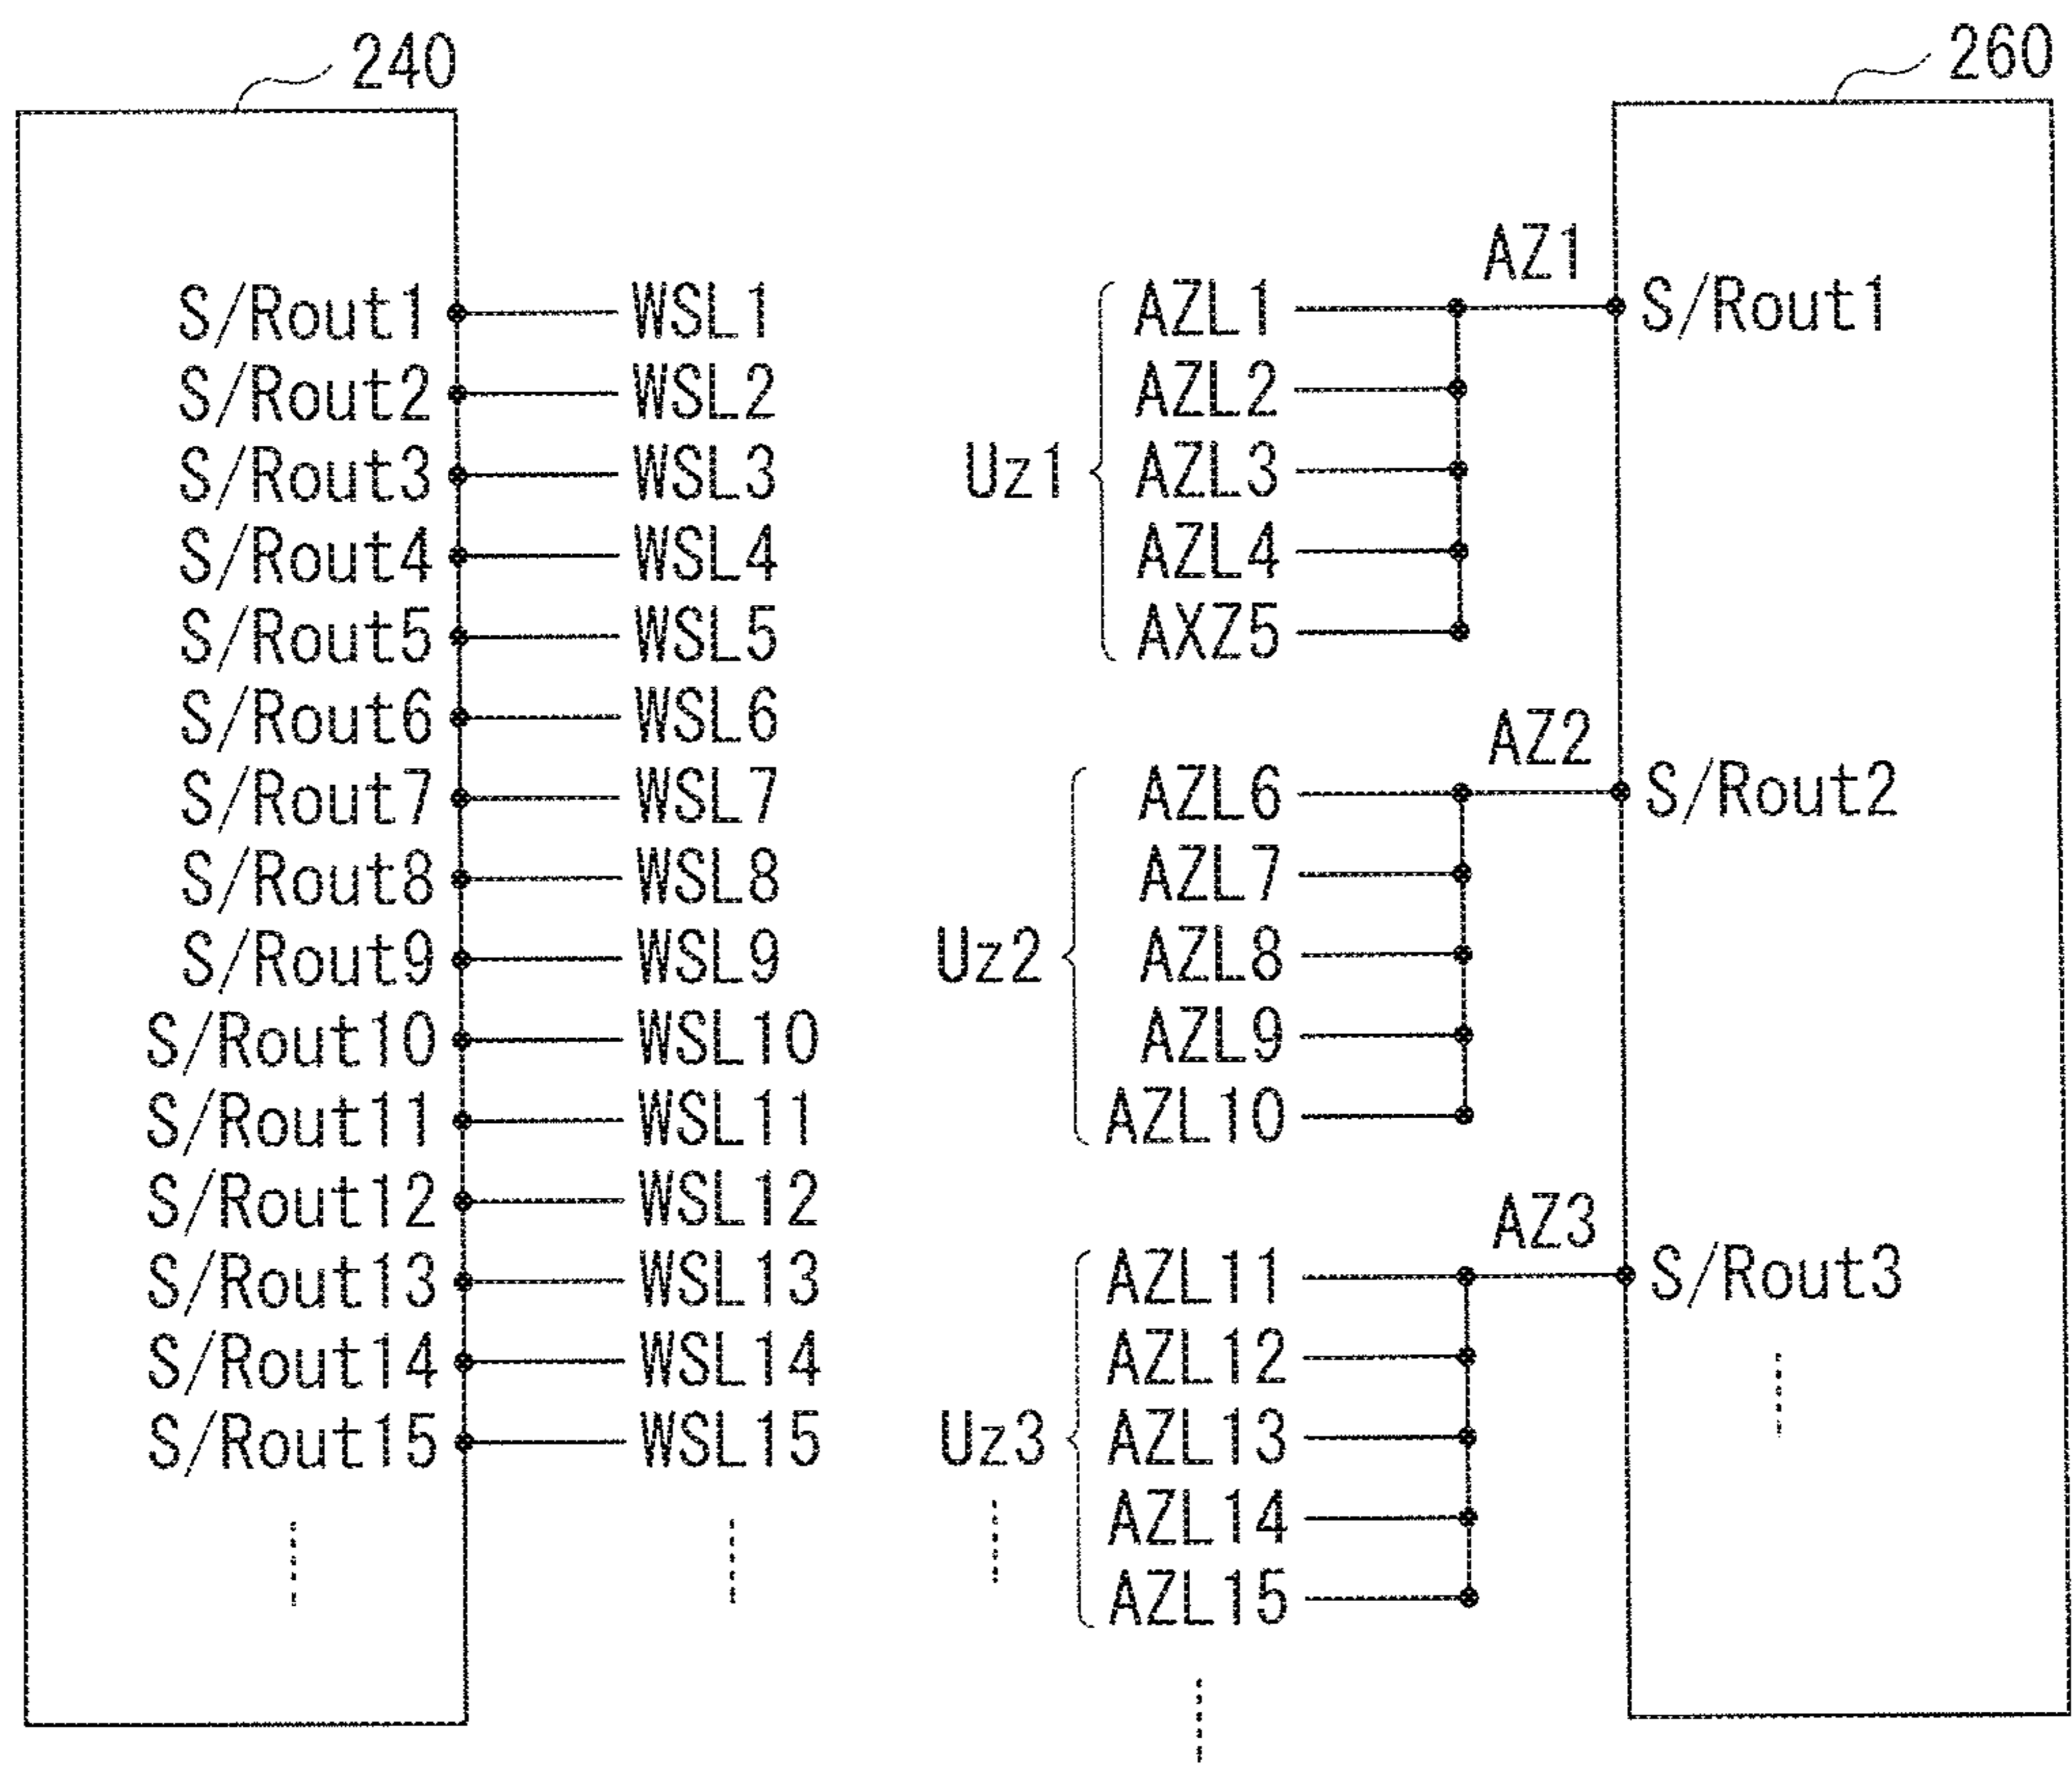 240
S/Rout1 WSL1
S/Rout2 WSL2
S/Rout3 WSL3
S/Rout4 WSL4
S/Rout5 WSL5
S/Rout6 WSL6
S/Rout7 WSL7
S/Rout8 WSL8
S/Rout9 WSL9
S/Rout10 WSL10
S/Rout11 WSL11
S/Rout12 WSL12
S/Rout13 WSL13
S/Rout14 WSL14
S/Rout15 WSL15
260
AZ1
AZL1 S/Rout1
AZL2
Uz1 AZL3
AZL4
AXZ5
AZ2
AZL6 S/Rout2
AZL7
Uz2 AZL8
AZL9
AZL10
AZ3
AZL11 S/Rout3
AZL12
Uz3 AZL13
AZL14
AZL15